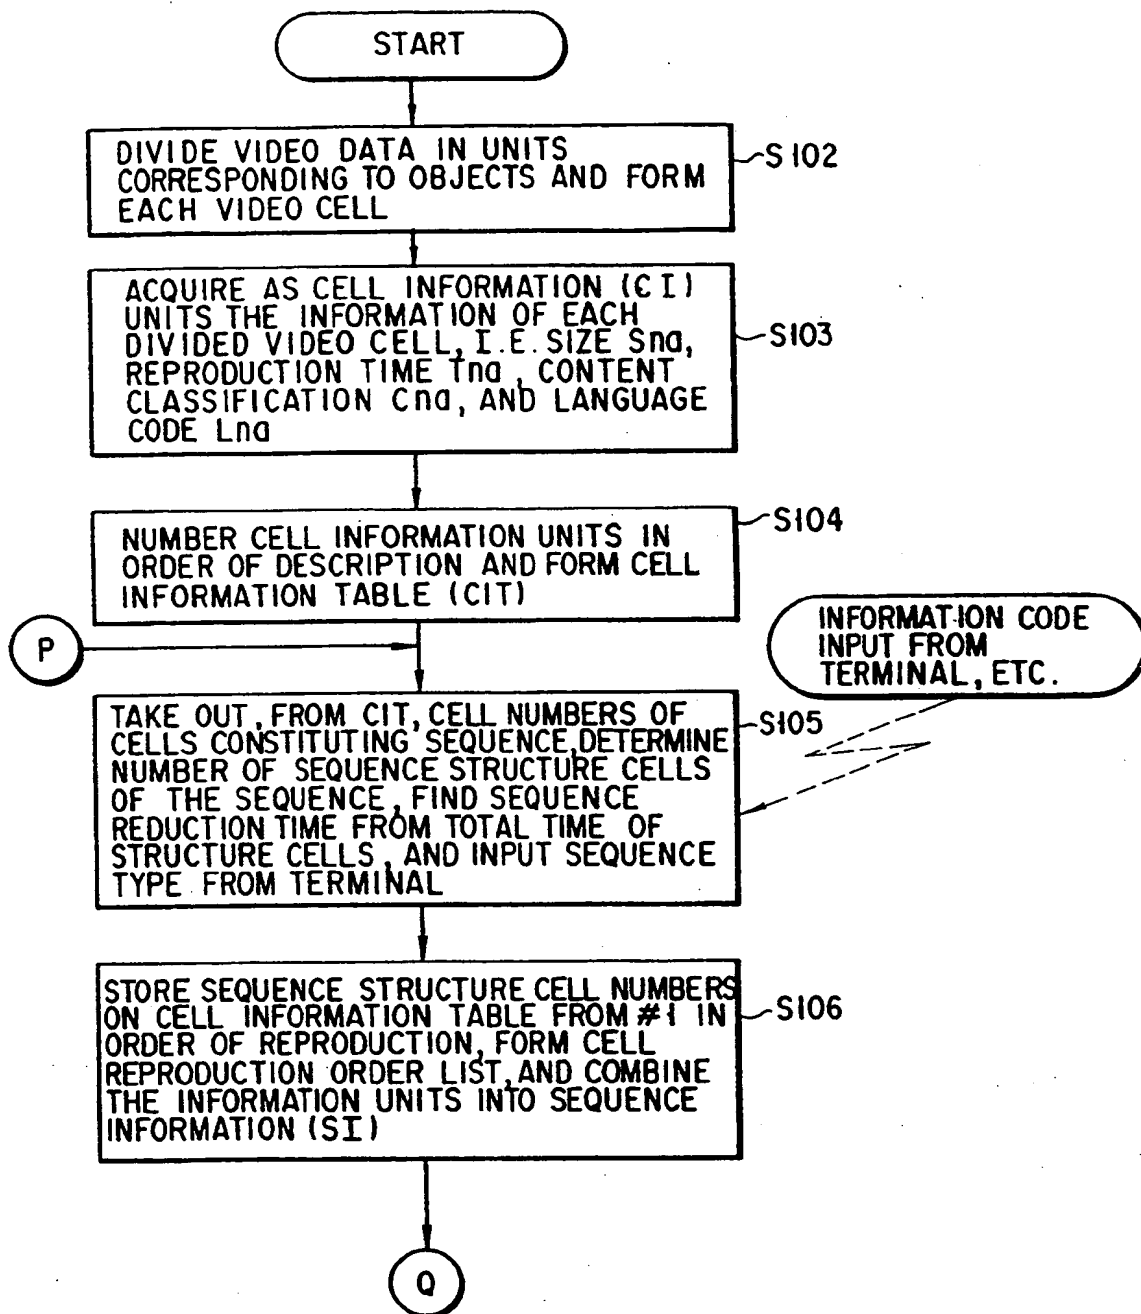 START
DIVIDE VIDEO DATA IN UNITS
CORRESPONDING TO OBJECTS AND FORM
EACH VIDEO CELL
S102
ACQUIRE AS CELL INFORMATION (CI)
UNITS THE INFORMATION OF EACH
DIVIDED VIDEO CELL, I.E. SIZE Sna,
REPRODUCTION TIME Tna, CONTENT
CLASSIFICATION Cna, AND LANGUAGE
CODE Lna
S103
NUMBER CELL INFORMATION UNITS IN
ORDER OF DESCRIPTION AND FORM CELL
INFORMATION TABLE (CIT)
S104
P
INFORMATION CODE
INPUT FROM
TERMINAL, ETC.
TAKE OUT, FROM CIT, CELL NUMBERS OF
CELLS CONSTITUTING SEQUENCE, DETERMINE
NUMBER OF SEQUENCE STRUCTURE CELLS
OF THE SEQUENCE, FIND SEQUENCE
REDUCTION TIME FROM TOTAL TIME OF
STRUCTURE CELLS, AND INPUT SEQUENCE
TYPE FROM TERMINAL
S105
STORE SEQUENCE STRUCTURE CELL NUMBERS
ON CELL INFORMATION TABLE FROM #1 IN
ORDER OF REPRODUCTION, FORM CELL
REPRODUCTION ORDER LIST, AND COMBINE
THE INFORMATION UNITS INTO SEQUENCE
INFORMATION (SI)
S106
Q